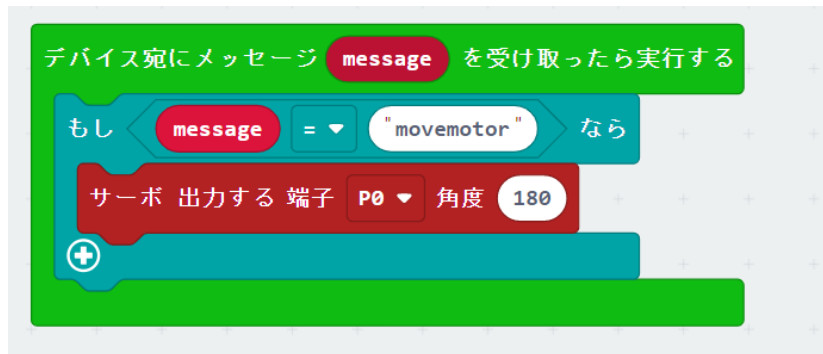 デバイス宛にメッセージ message を受け取ったら実行する
もし message = "movemotor" なら
サーボ 出力する 端子 P0 角度 180